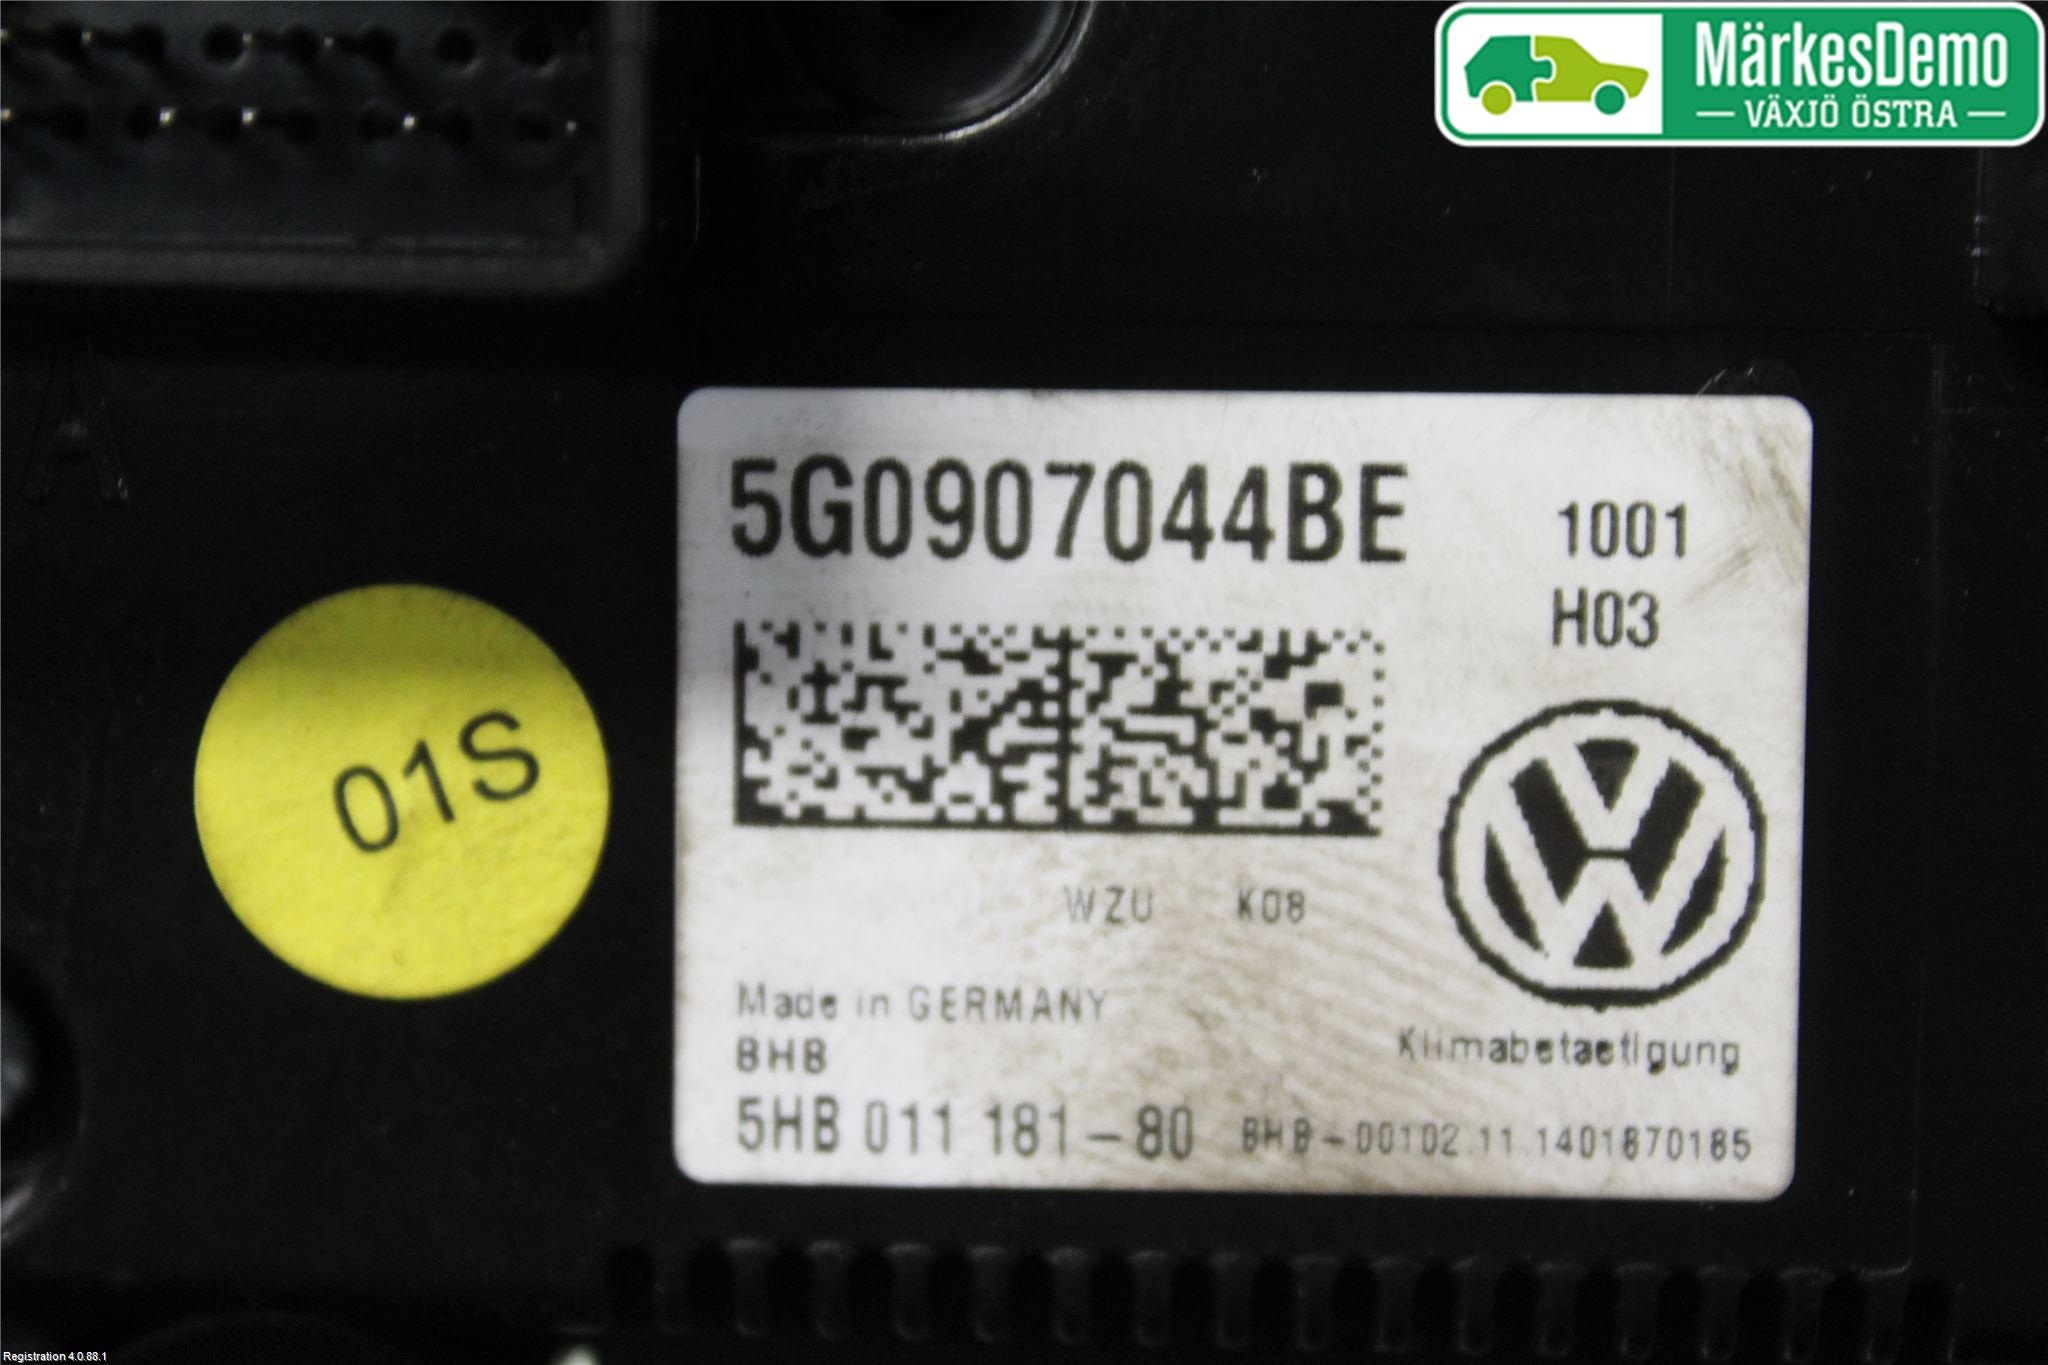 MärkesDemo
VÄXJÖ ÖSTRA
5G0907044BE
1001
H03
01S
WZU K08
Made in GERMANY
BHB
Klimabetaetigung
5HB 011 181-80 BHB-00102.11.1401870185
Registration 4.0.88.1